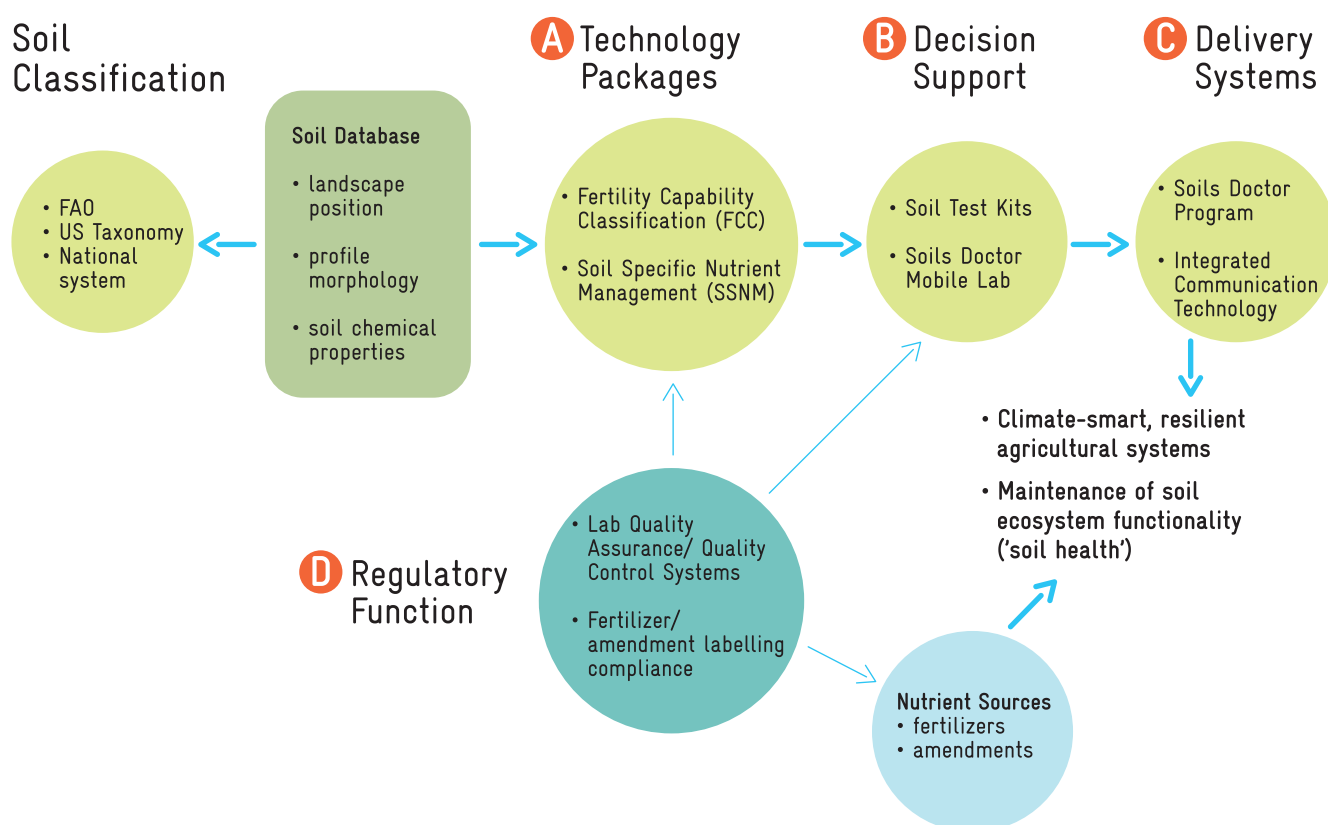 Soil
Classification
• FAO
• US Taxonomy
• National
system
Soil Database
• landscape
position
• profile
morphology
• soil chemical
properties
A Technology
Packages
• Fertility Capability
Classification (FCC)
• Soil Specific Nutrient
Management (SSNM)
B Decision
Support
• Soil Test Kits
• Soils Doctor
Mobile Lab
C Delivery
Systems
• Soils Doctor
Program
• Integrated
Communication
Technology
• Climate-smart, resilient
agricultural systems
• Maintenance of soil
ecosystem functionality
('soil health')
D Regulatory
Function
• Lab Quality
Assurance/ Quality
Control Systems
• Fertilizer/
amendment labelling
compliance
Nutrient Sources
• fertilizers
• amendments